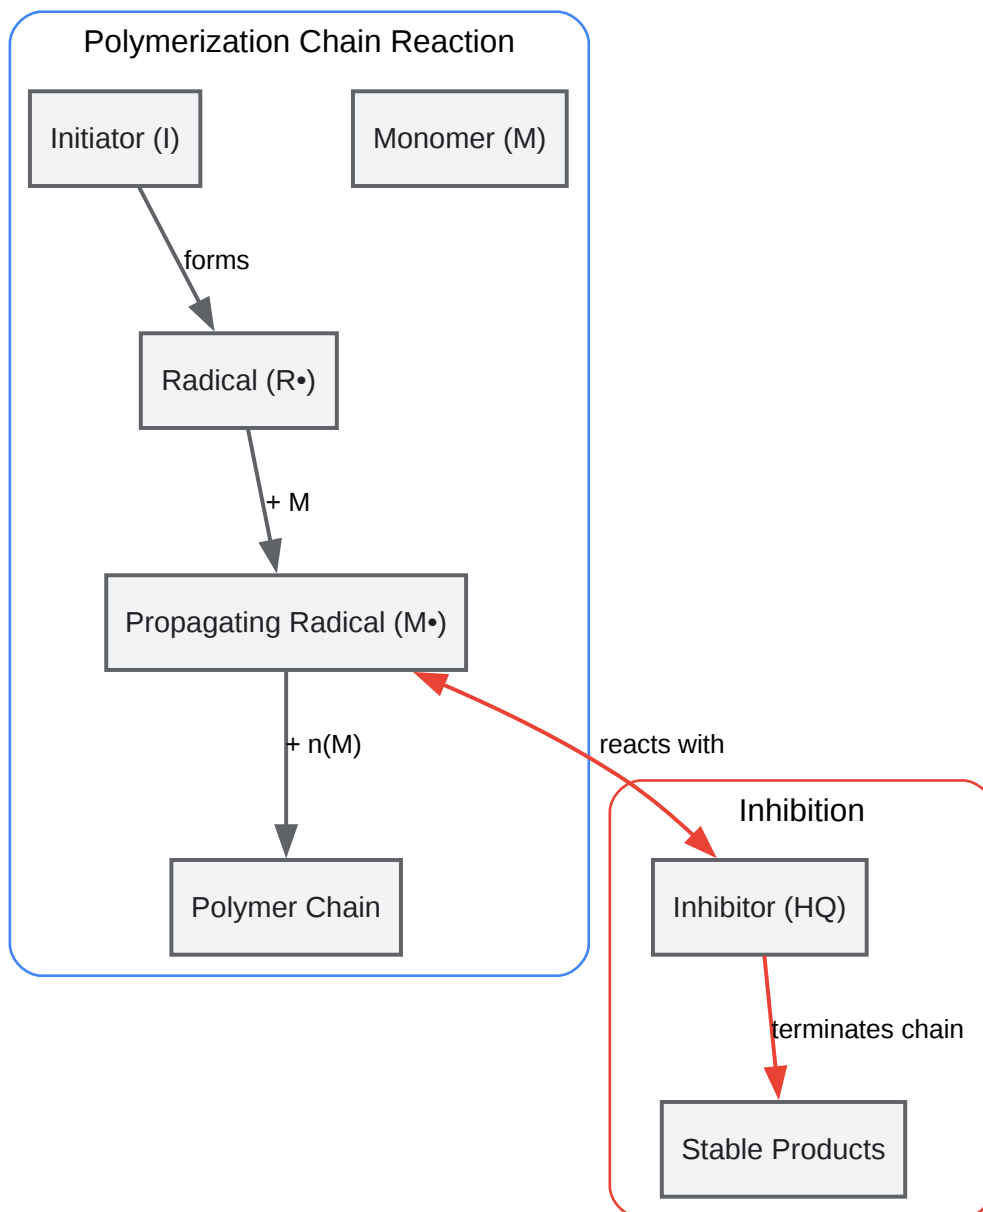 Polymerization Chain Reaction
Initiator (I)
Monomer (M)
forms
Radical (R•)
+ M
Propagating Radical (M•)
+ n(M)
reacts with
Inhibition
Polymer Chain
Inhibitor (HQ)
terminates chain
Stable Products